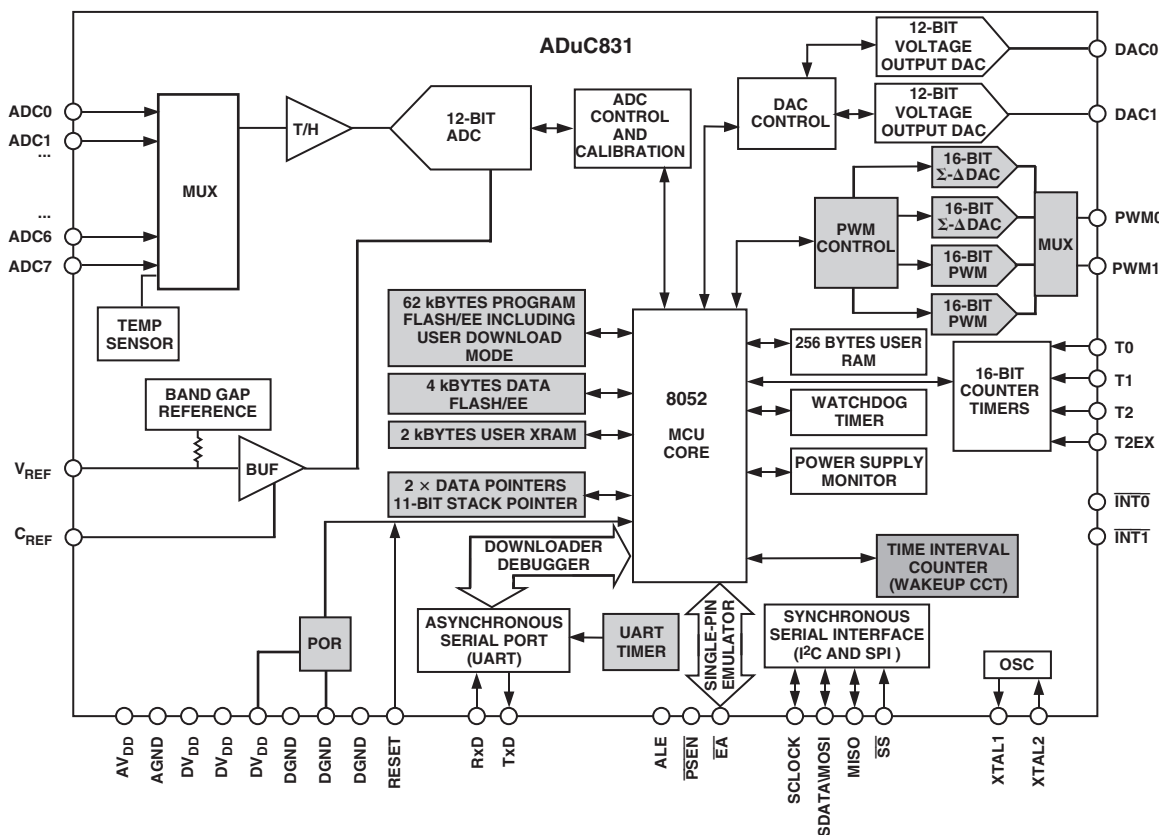 ADuC831
ADC0
ADC1
...
...
ADC6
ADC7
MUX
T/H
12-BIT
ADC
ADC
CONTROL
AND
CALIBRATION
TEMP
SENSOR
DAC
CONTROL
12-BIT
VOLTAGE
OUTPUT DAC
12-BIT
VOLTAGE
OUTPUT DAC
DAC0
DAC1
PWM
CONTROL
16-BIT
Σ-Δ DAC
16-BIT
Σ-Δ DAC
16-BIT
PWM
16-BIT
PWM
MUX
PWM0
PWM1
BAND GAP
REFERENCE
VREF
BUF
CREF
62 kBYTES PROGRAM
FLASH/EE INCLUDING
USER DOWNLOAD
MODE
4 kBYTES DATA
FLASH/EE
2 kBYTES USER XRAM
2 × DATA POINTERS
11-BIT STACK POINTER
8052
MCU
CORE
256 BYTES USER
RAM
WATCHDOG
TIMER
POWER SUPPLY
MONITOR
16-BIT
COUNTER
TIMERS
T0
T1
T2
T2EX
INT0
INT1
TIME INTERVAL
COUNTER
(WAKEUP CCT)
DOWNLOADER
DEBUGGER
POR
ASYNCHRONOUS
SERIAL PORT
(UART)
UART
TIMER
SINGLE-PIN
EMULATOR
SYNCHRONOUS
SERIAL INTERFACE
(I²C AND SPI )
OSC
AVDD
AGND
DVDD
DVDD
DVDD
DGND
DGND
DGND
RESET
RxD
TxD
ALE
PSEN
EA
SCLOCK
SDATA\MOSI
MISO
SS
XTAL1
XTAL2